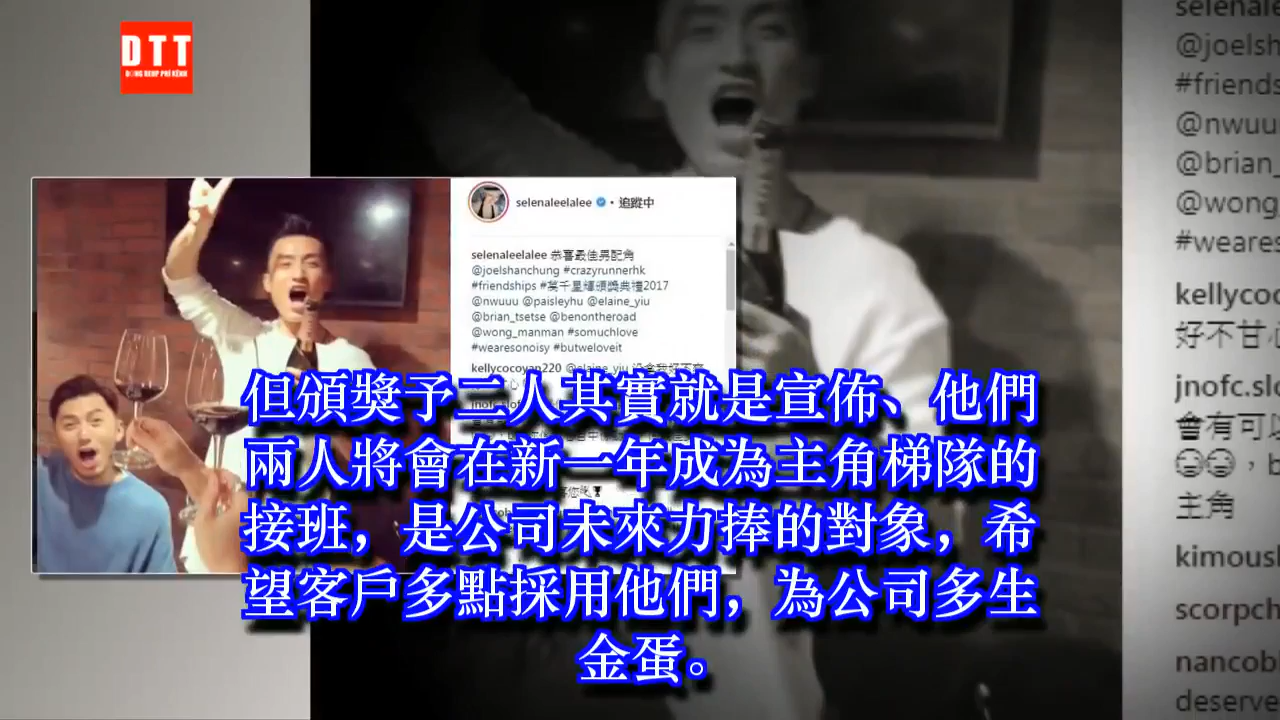 DTT
selenaleelalee • 追蹤中
selenaleelalee 恭喜最佳男配角
@joelshanchung #crazyrunnerhk
#friendships #萬千星輝頒獎典禮2017
@nwuuu @paisleyhu @elaine_yiu
@brian_tsetse @benontheroad
@wong_manman #somuchlove
#wearesonoisy #butweloveit
kellycocoyan220 @elaine_yiu
但頒獎予二人其實就是宣佈、他們
兩人將會在新一年成為主角梯隊的
接班，是公司未來力捧的對象，希
望客戶多點採用他們，為公司多生
金蛋。
selenale
@joelsh
#friends
@nwuu
@brian_
@wong
#weares
kellycoc
好不甘心
jnofc.slo
會有可以
，b
主角
kimousl
scorpch
nancobl
deserve